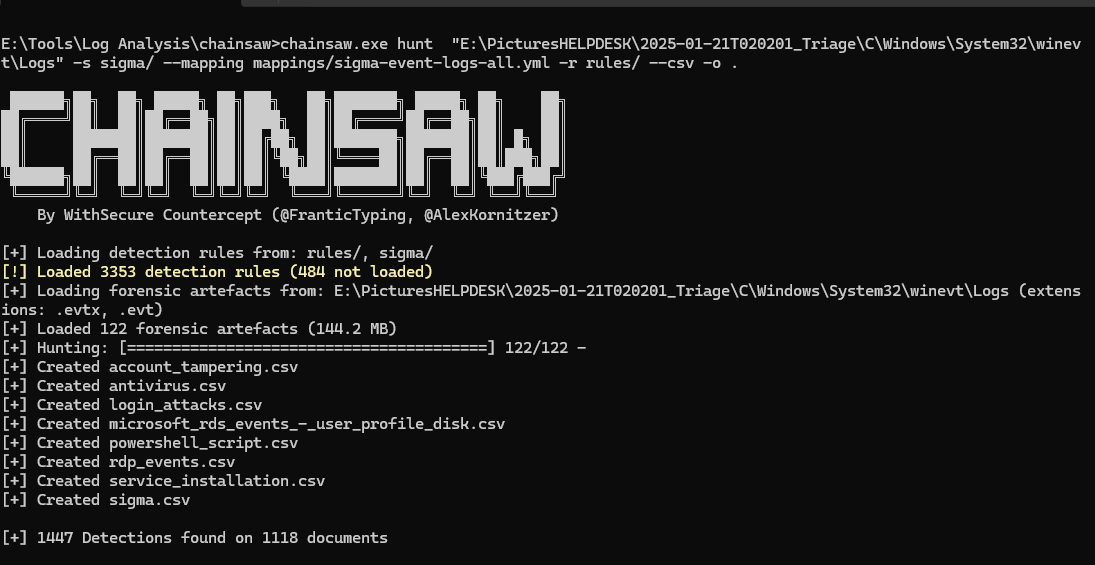 E:\Tools\Log Analysis\chainsaw>chainsaw.exe hunt  "E:\PicturesHELPDESK\2025-01-21T020201_Triage\C\Windows\System32\winev
t\Logs" -s sigma/ --mapping mappings/sigma-event-logs-all.yml -r rules/ --csv -o .
CHAINSAW
By WithSecure Countercept (@FranticTyping, @AlexKornitzer)
[+] Loading detection rules from: rules/, sigma/
[!] Loaded 3353 detection rules (484 not loaded)
[+] Loading forensic artefacts from: E:\PicturesHELPDESK\2025-01-21T020201_Triage\C\Windows\System32\winevt\Logs (extens
ions: .evtx, .evt)
[+] Loaded 122 forensic artefacts (144.2 MB)
[+] Hunting: [========================================] 122/122 -
[+] Created account_tampering.csv
[+] Created antivirus.csv
[+] Created login_attacks.csv
[+] Created microsoft_rds_events_-_user_profile_disk.csv
[+] Created powershell_script.csv
[+] Created rdp_events.csv
[+] Created service_installation.csv
[+] Created sigma.csv
[+] 1447 Detections found on 1118 documents